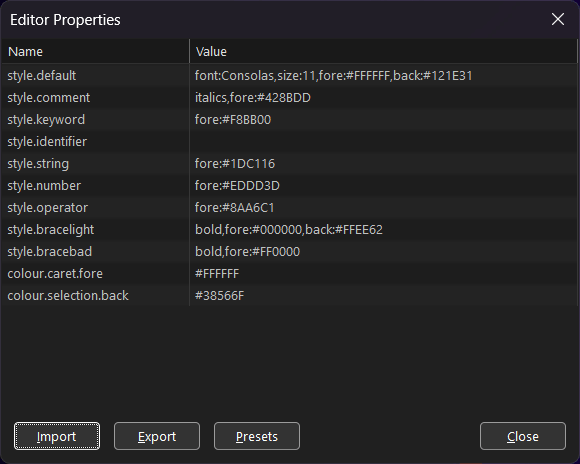 Editor Properties
Name Value
style.default font:Consolas,size:11,fore:#FFFFFF,back:#121E31
style.comment italics,fore:#428BDD
style.keyword fore:#F8BB00
style.identifier
style.string fore:#1DC116
style.number fore:#EDDD3D
style.operator fore:#8AA6C1
style.bracelight bold,fore:#000000,back:#FFEE62
style.bracebad bold,fore:#FF0000
colour.caret.fore #FFFFFF
colour.selection.back #38566F
Import Export Presets Close